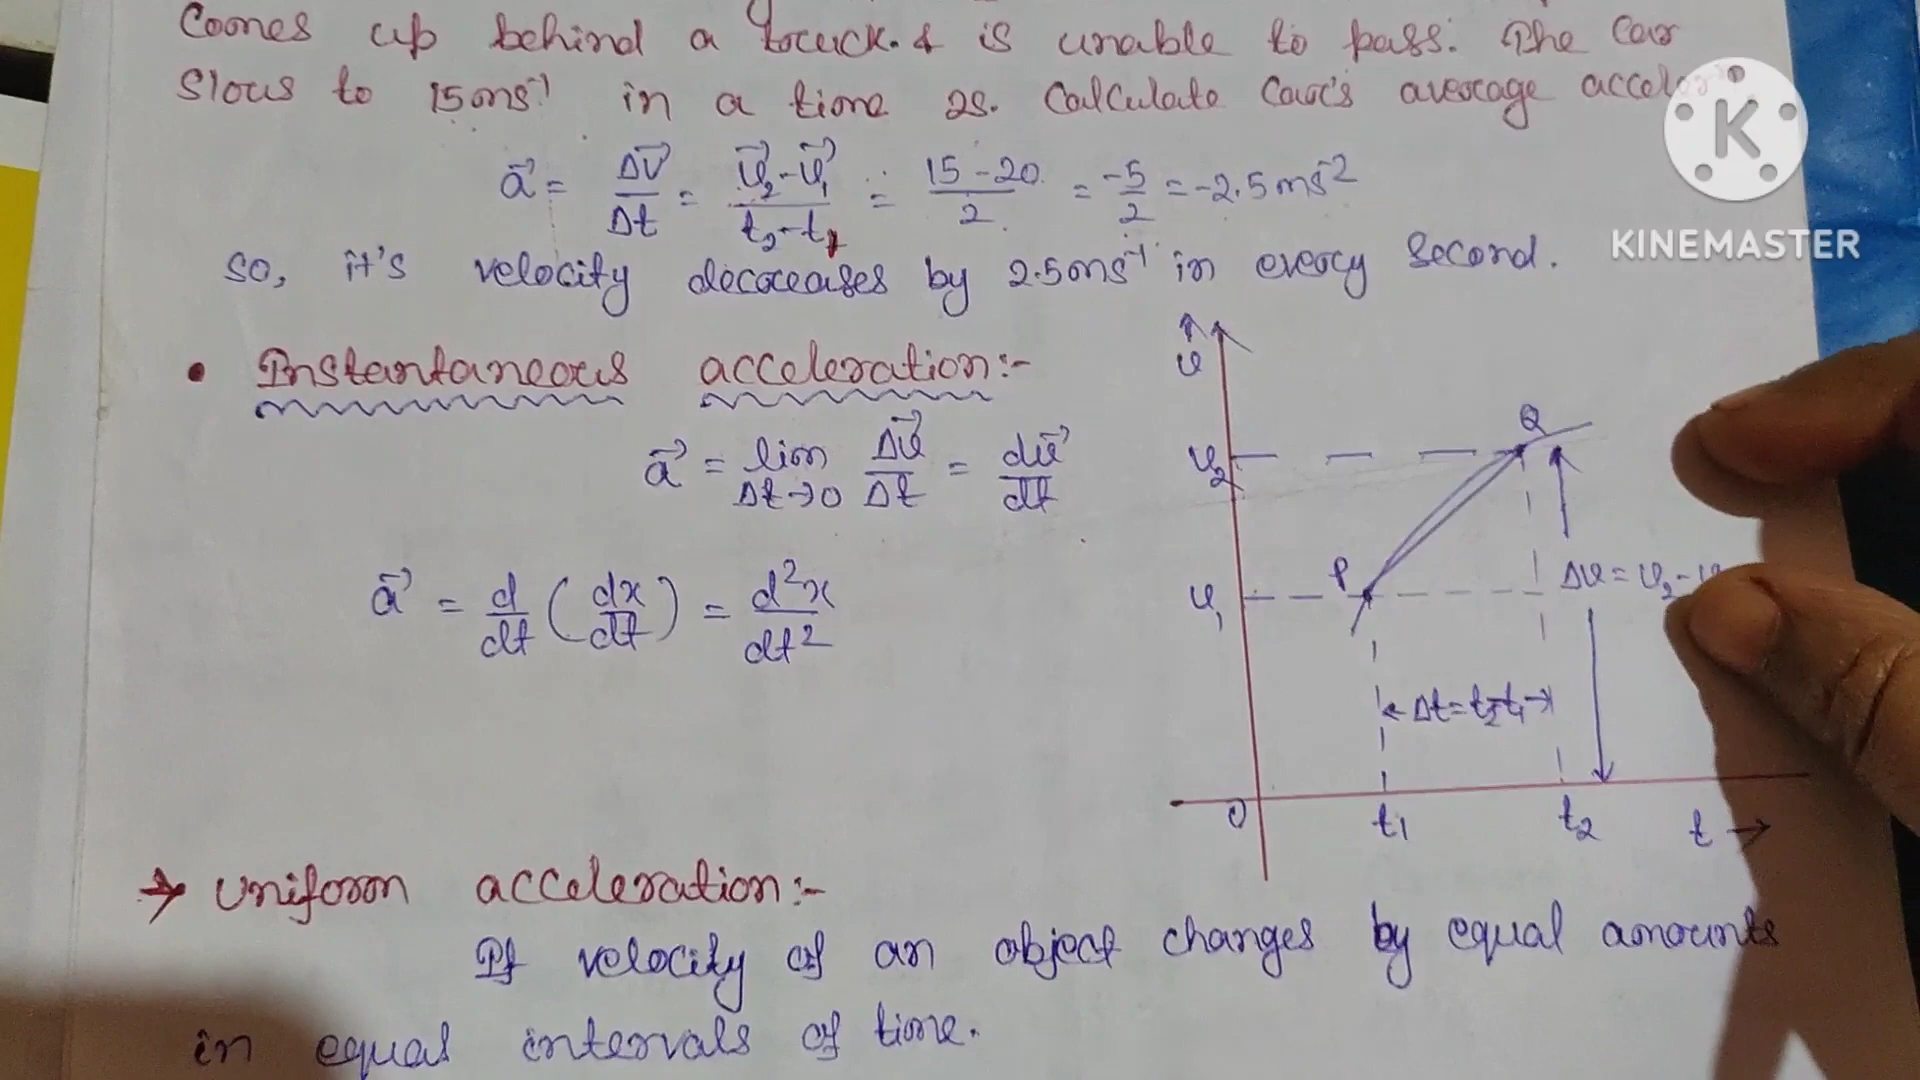 Comes up behind a truck. & is unable to pass. The car
Slows to 15ms⁻¹ in a time 2s. Calculate Car's average
K
KINEMASTER
a⃗ = Δv⃗/Δt = (v⃗₂-v⃗₁)/(t₂-t₁) = (15-20)/2 = -5/2 = -2.5ms⁻²
So, it's velocity decreases by 2.5ms⁻¹ in every second.
• Instantaneous acceleration:-
a⃗ = lim Δt→0 Δv⃗/Δt = dv⃗/dt
a⃗ = d/dt (dx/dt) = d²x/dt²
↑
v
Q
v₂
P
v₁
Δv = v₂-
Δt=t₂-t₁
O
t₁
t₂
t →
→ Uniform acceleration:-
If velocity of an object changes by equal amounts
in equal intervals of time.